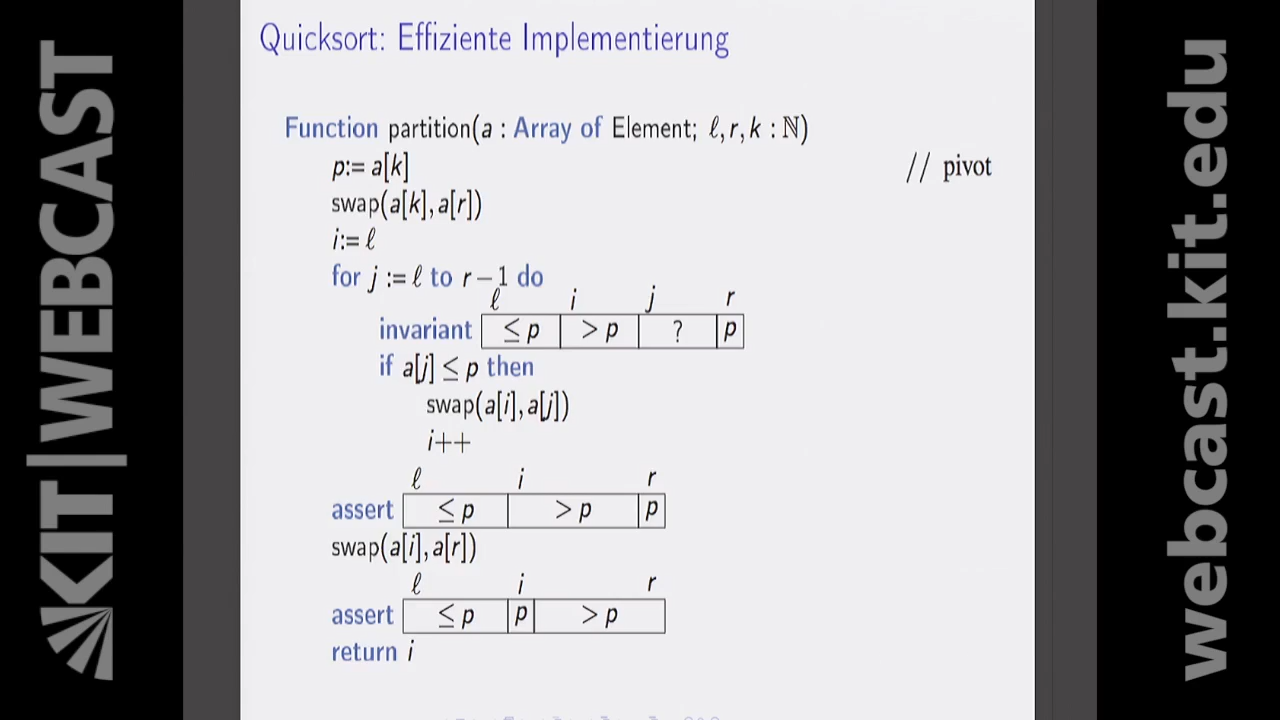 Quicksort: Effiziente Implementierung
Function partition(a : Array of Element; ℓ, r, k : ℕ)
p:= a[k] // pivot
swap(a[k], a[r])
i:= ℓ
for j := ℓ to r − 1 do
ℓ i j r
invariant ≤ p > p ? p
if a[j] ≤ p then
swap(a[i], a[j])
i++
ℓ i r
assert ≤ p > p p
swap(a[i], a[r])
ℓ i r
assert ≤ p p > p
return i
KIT | WEBCAST
webcast.kit.edu